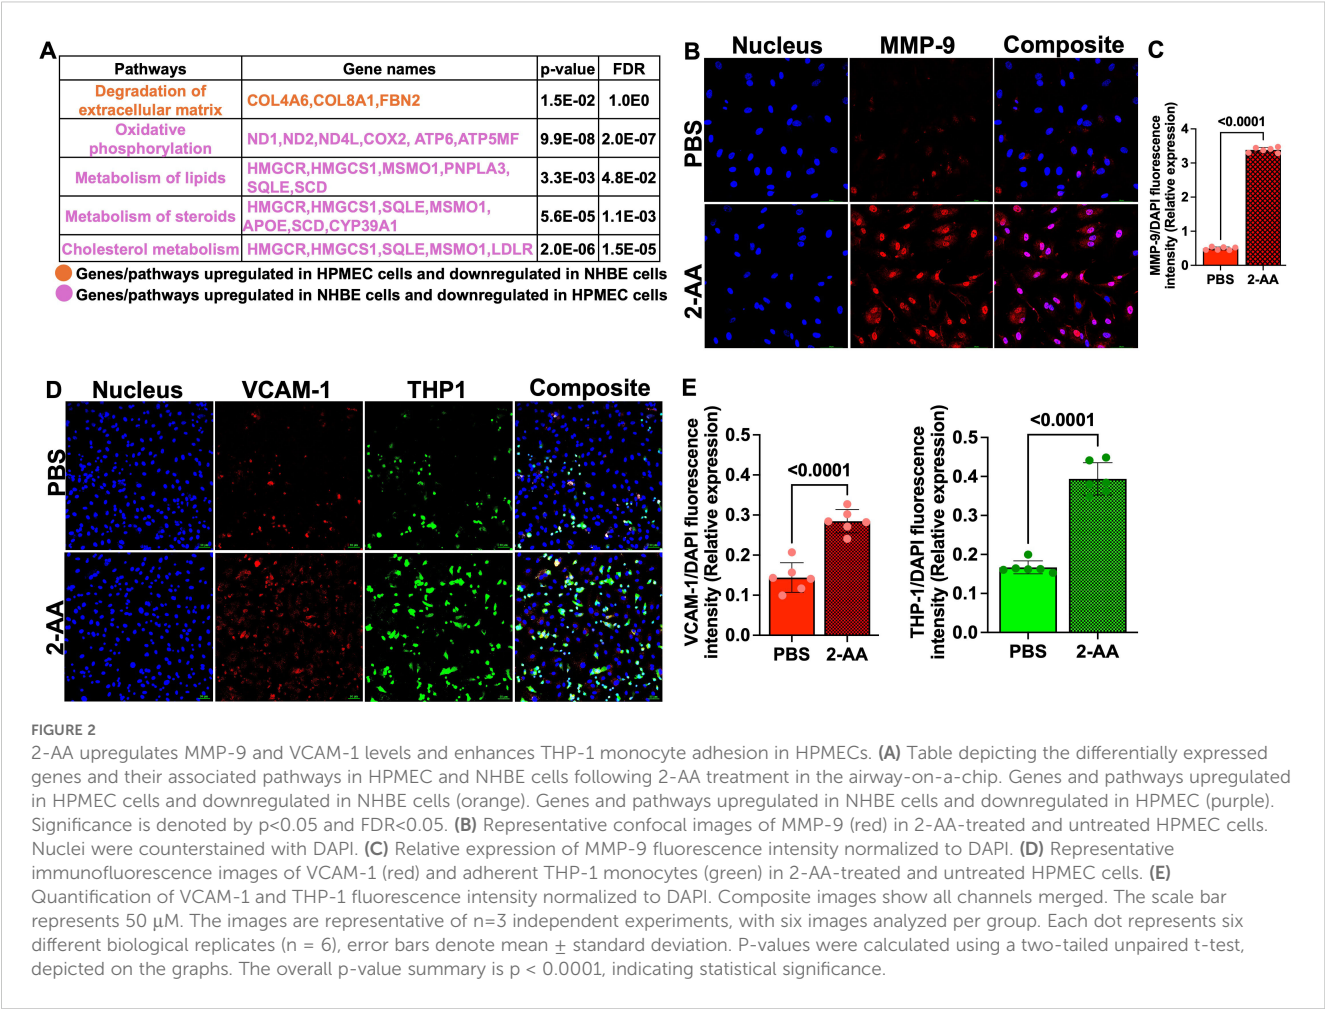 A
Pathways Gene names p-value FDR
Degradation of extracellular matrix COL4A6,COL8A1,FBN2 1.5E-02 1.0E0
Oxidative phosphorylation ND1,ND2,ND4L,COX2, ATP6,ATP5MF 9.9E-08 2.0E-07
Metabolism of lipids HMGCR,HMGCS1,MSMO1,PNPLA3, SQLE,SCD 3.3E-03 4.8E-02
Metabolism of steroids HMGCR,HMGCS1,SQLE,MSMO1, APOE,SCD,CYP39A1 5.6E-05 1.1E-03
Cholesterol metabolism HMGCR,HMGCS1,SQLE,MSMO1,LDLR 2.0E-06 1.5E-05
Genes/pathways upregulated in HPMEC cells and downregulated in NHBE cells
Genes/pathways upregulated in NHBE cells and downregulated in HPMEC cells
B
Nucleus MMP-9 Composite
PBS
2-AA
C
MMP-9/DAPI fluorescence
intensity (Relative expression)
<0.0001
4
3
2
1
0
PBS 2-AA
D
Nucleus VCAM-1 THP1 Composite
PBS
2-AA
E
VCAM-1/DAPI fluorescence
intensity (Relative expression)
<0.0001
0.5
0.4
0.3
0.2
0.1
0.0
PBS 2-AA
THP-1/DAPI fluorescence
intensity (Relative expression)
<0.0001
0.5
0.4
0.3
0.2
0.1
0.0
PBS 2-AA
FIGURE 2
2-AA upregulates MMP-9 and VCAM-1 levels and enhances THP-1 monocyte adhesion in HPMECs. (A) Table depicting the differentially expressed
genes and their associated pathways in HPMEC and NHBE cells following 2-AA treatment in the airway-on-a-chip. Genes and pathways upregulated
in HPMEC cells and downregulated in NHBE cells (orange). Genes and pathways upregulated in NHBE cells and downregulated in HPMEC (purple).
Significance is denoted by p<0.05 and FDR<0.05. (B) Representative confocal images of MMP-9 (red) in 2-AA-treated and untreated HPMEC cells.
Nuclei were counterstained with DAPI. (C) Relative expression of MMP-9 fluorescence intensity normalized to DAPI. (D) Representative
immunofluorescence images of VCAM-1 (red) and adherent THP-1 monocytes (green) in 2-AA-treated and untreated HPMEC cells. (E)
Quantification of VCAM-1 and THP-1 fluorescence intensity normalized to DAPI. Composite images show all channels merged. The scale bar
represents 50 μM. The images are representative of n=3 independent experiments, with six images analyzed per group. Each dot represents six
different biological replicates (n = 6), error bars denote mean ± standard deviation. P-values were calculated using a two-tailed unpaired t-test,
depicted on the graphs. The overall p-value summary is p < 0.0001, indicating statistical significance.